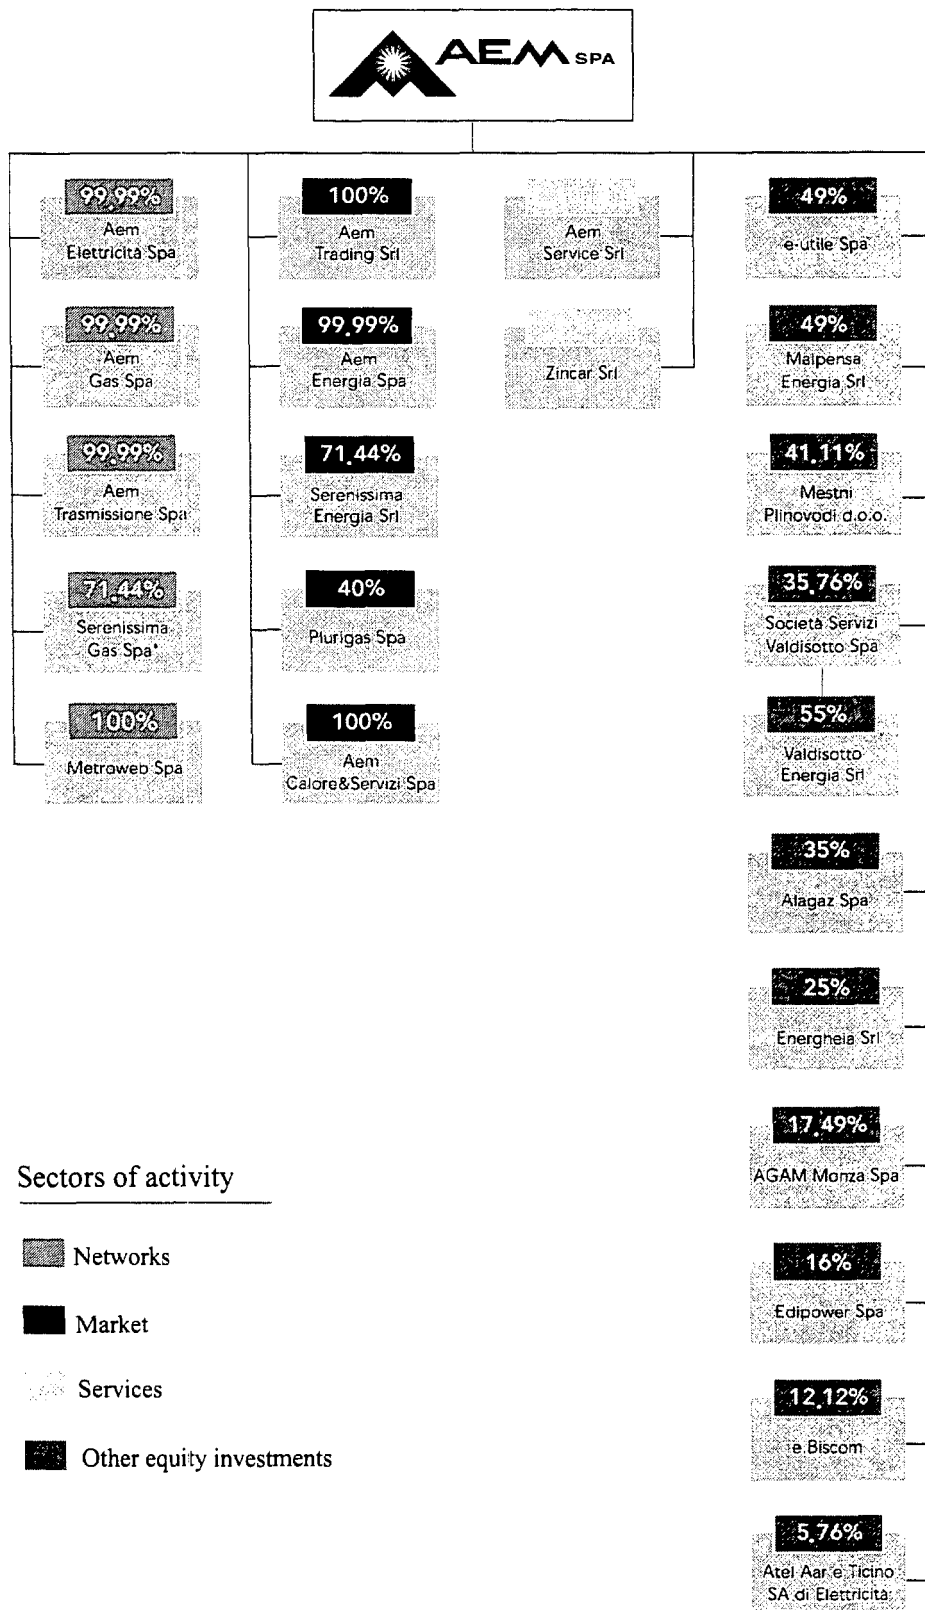 AEM SPA
99.99%
Aem
Elettricità Spa
99.99%
Aem
Gas Spa
99.99%
Aem
Trasmissione Spa
71.44%
Serenissima
Gas Spa*
100%
Metroweb Spa
100%
Aem
Trading Srl
99.99%
Aem
Energia Spa
71.44%
Serenissima
Energia Srl
40%
Plurigas Spa
100%
Aem
Calore&Servizi Spa
Aem
Service Srl
Zincar Srl
49%
e-utile Spa
49%
Malpensa
Energia Srl
41.11%
Mestni
Plinovodi d.o.o.
35.76%
Società Servizi
Valdisotto Spa
55%
Valdisotto
Energia Srl
35%
Alagaz Spa
25%
Energheia Srl
17.49%
AGAM Monza Spa
16%
Edipower Spa
12.12%
e.Biscom
5.76%
Atel Aar e Ticino
SA di Elettricità
Sectors of activity
Networks
Market
Services
Other equity investments